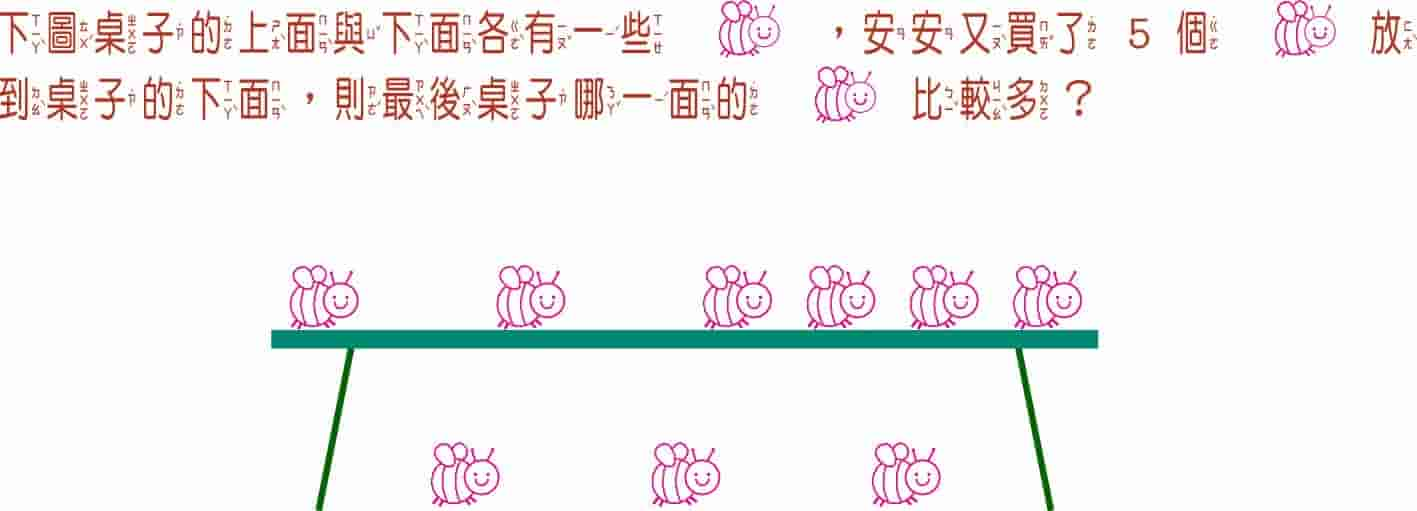 下圖桌子的上面與下面各有一些，安安又買了 5 個放
到桌子的下面，則最後桌子哪一面的比較多？